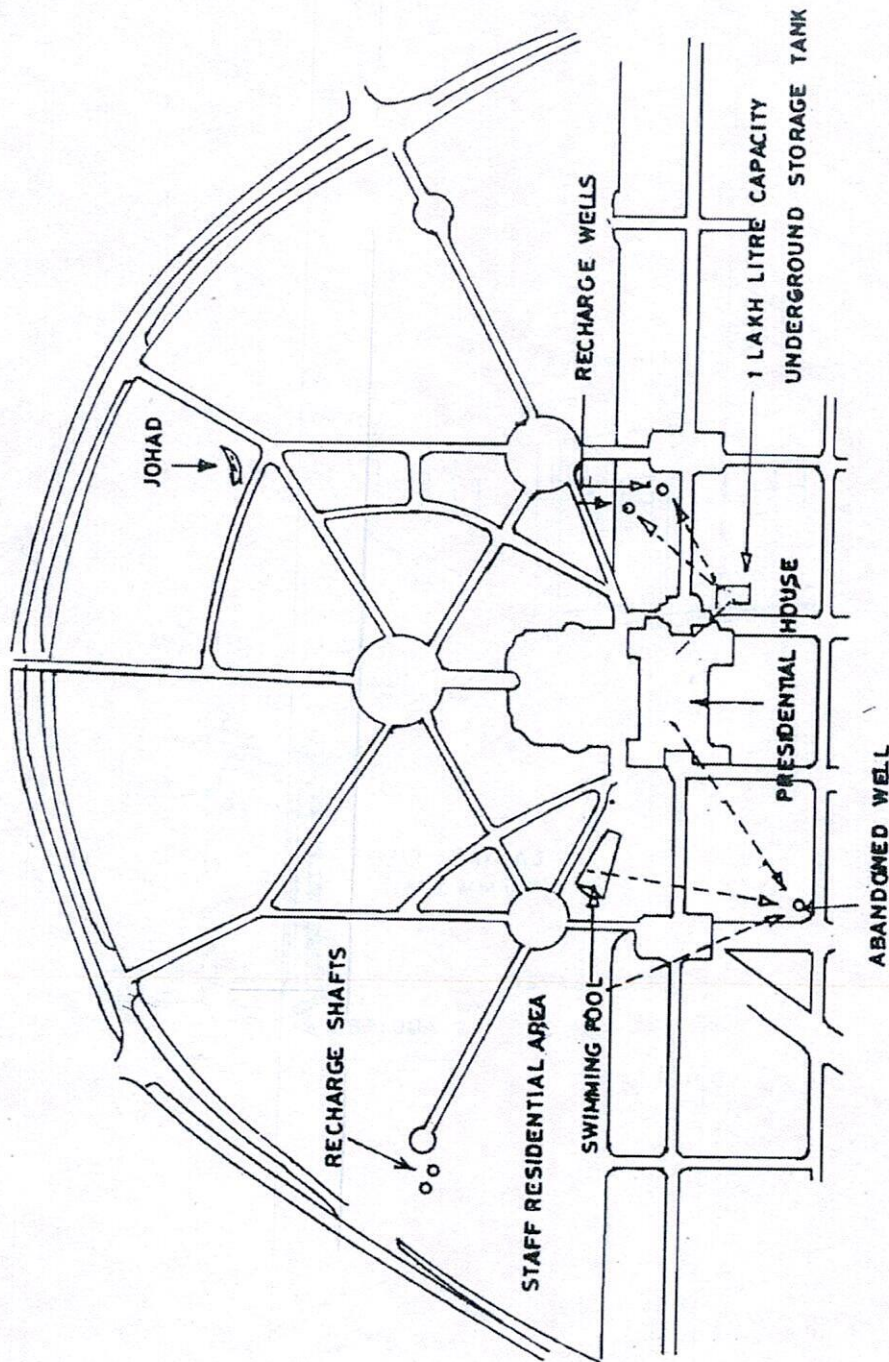 JOHAD
RECHARGE SHAFTS
RECHARGE WELLS
STAFF RESIDENTIAL AREA
SWIMMING POOL
1 LAKH LITRE CAPACITY
UNDERGROUND STORAGE TANK
PRESIDENTIAL HOUSE
ABANDONED WELL